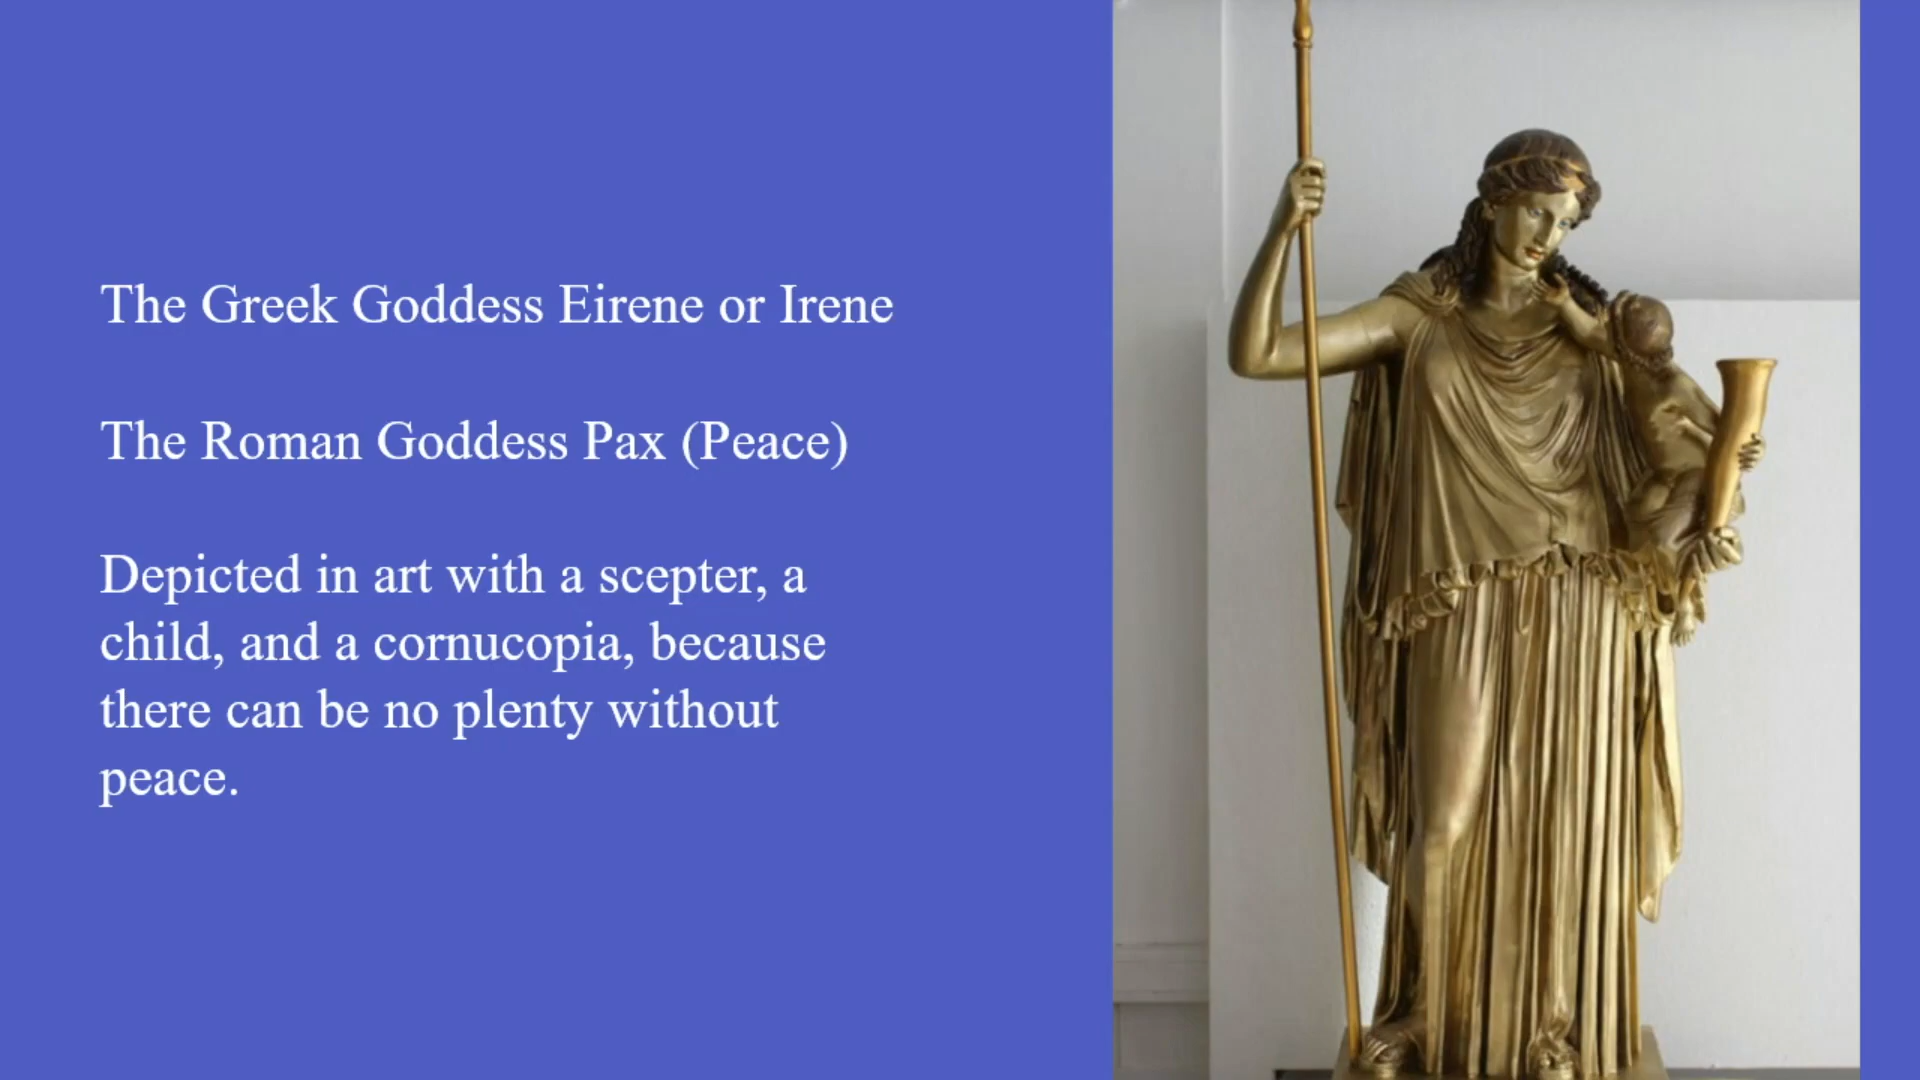 The Greek Goddess Eirene or Irene
The Roman Goddess Pax (Peace)
Depicted in art with a scepter, a
child, and a cornucopia, because
there can be no plenty without
peace.